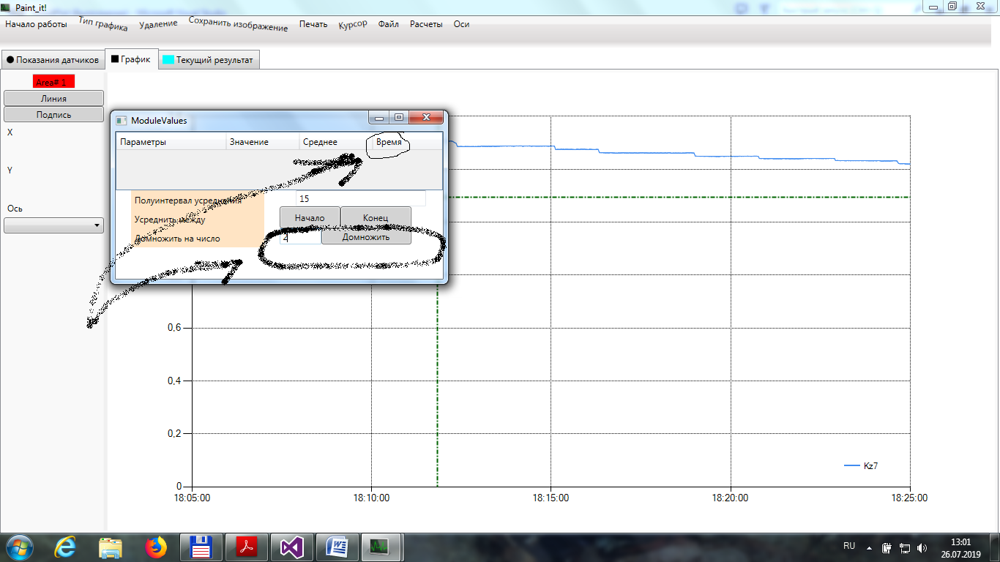 Paint_it!
Начало работы Тип графика Удаление Сохранить изображение Печать Курсор Файл Расчеты Оси
Показания датчиков График Текущий результат
Area# 1
Линия
Подпись
X
Y
Ось
ModuleValues
Параметры Значение Среднее Время
Полуинтервал усреднения 15
Усреднить между Начало Конец
Домножить на число 2 Домножить
0,6
0,4
0,2
0
Kz7
18:05:00 18:10:00 18:15:00 18:20:00 18:25:00
RU 13:01
26.07.2019